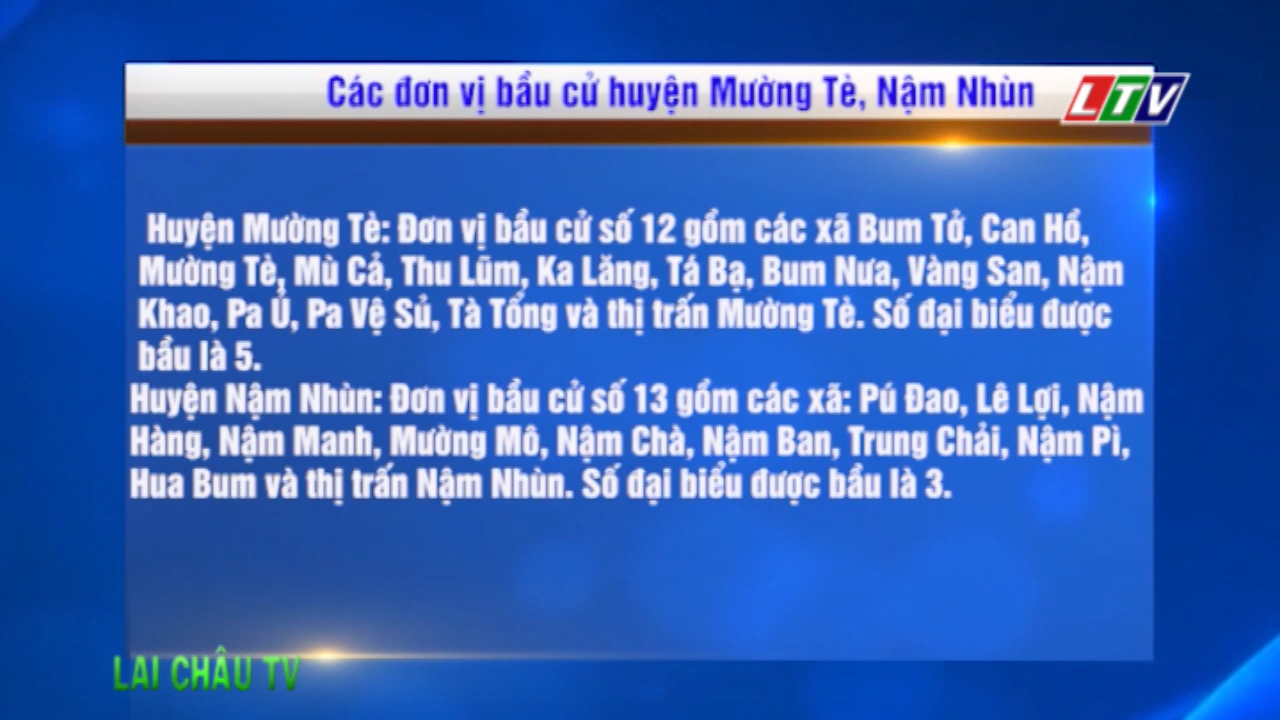 Các đơn vị bầu cử huyện Mường Tè, Nậm Nhùn
LTV
Huyện Mường Tè: Đơn vị bầu cử số 12 gồm các xã Bum Tở, Can Hồ,
Mường Tè, Mù Cả, Thu Lũm, Ka Lăng, Tá Bạ, Bum Nưa, Vàng San, Nậm
Khao, Pa Ủ, Pa Vệ Sủ, Tà Tổng và thị trấn Mường Tè. Số đại biểu được
bầu là 5.
Huyện Nậm Nhùn: Đơn vị bầu cử số 13 gồm các xã: Pú Đao, Lê Lợi, Nậm
Hàng, Nậm Manh, Mường Mô, Nậm Chà, Nậm Ban, Trung Chải, Nậm Pì,
Hua Bum và thị trấn Nậm Nhùn. Số đại biểu được bầu là 3.
LAI CHÂU TV